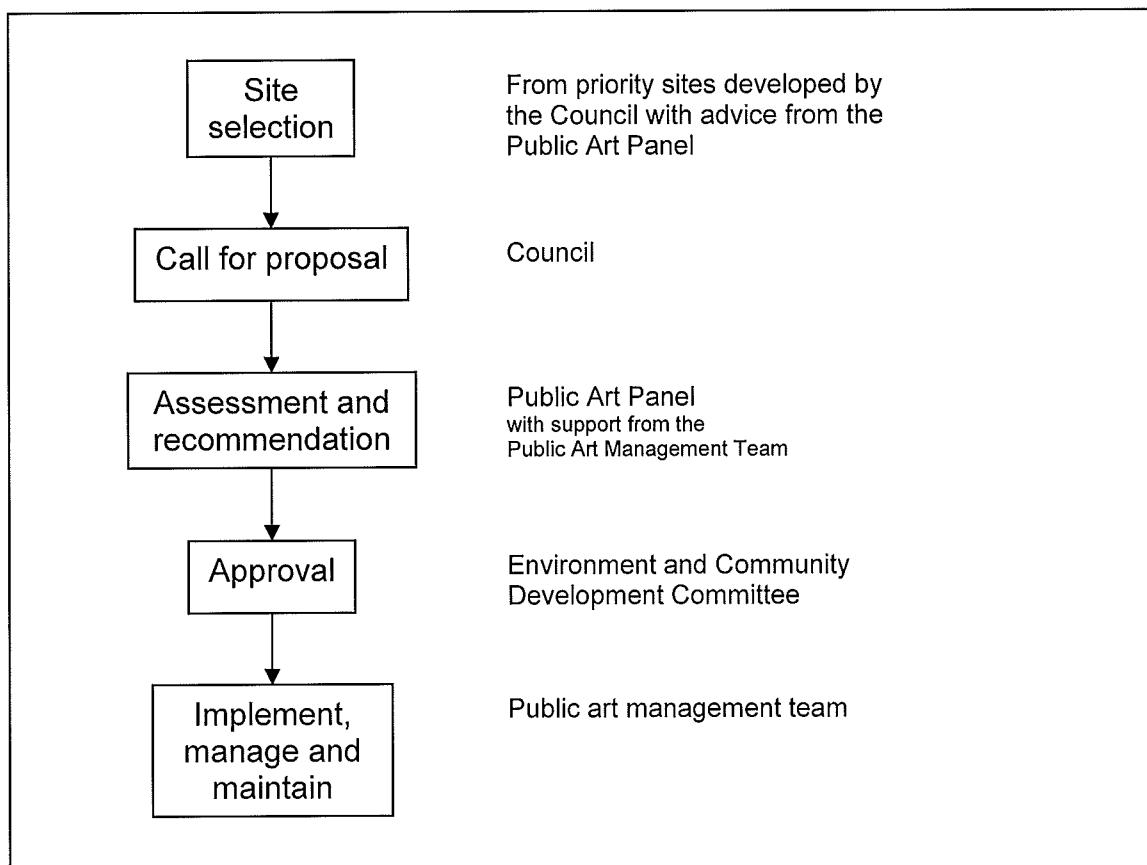 Site
selection
From priority sites developed by
the Council with advice from the
Public Art Panel
Call for proposal
Council
Assessment and
recommendation
Public Art Panel
with support from the
Public Art Management Team
Approval
Environment and Community
Development Committee
Implement,
manage and
maintain
Public art management team